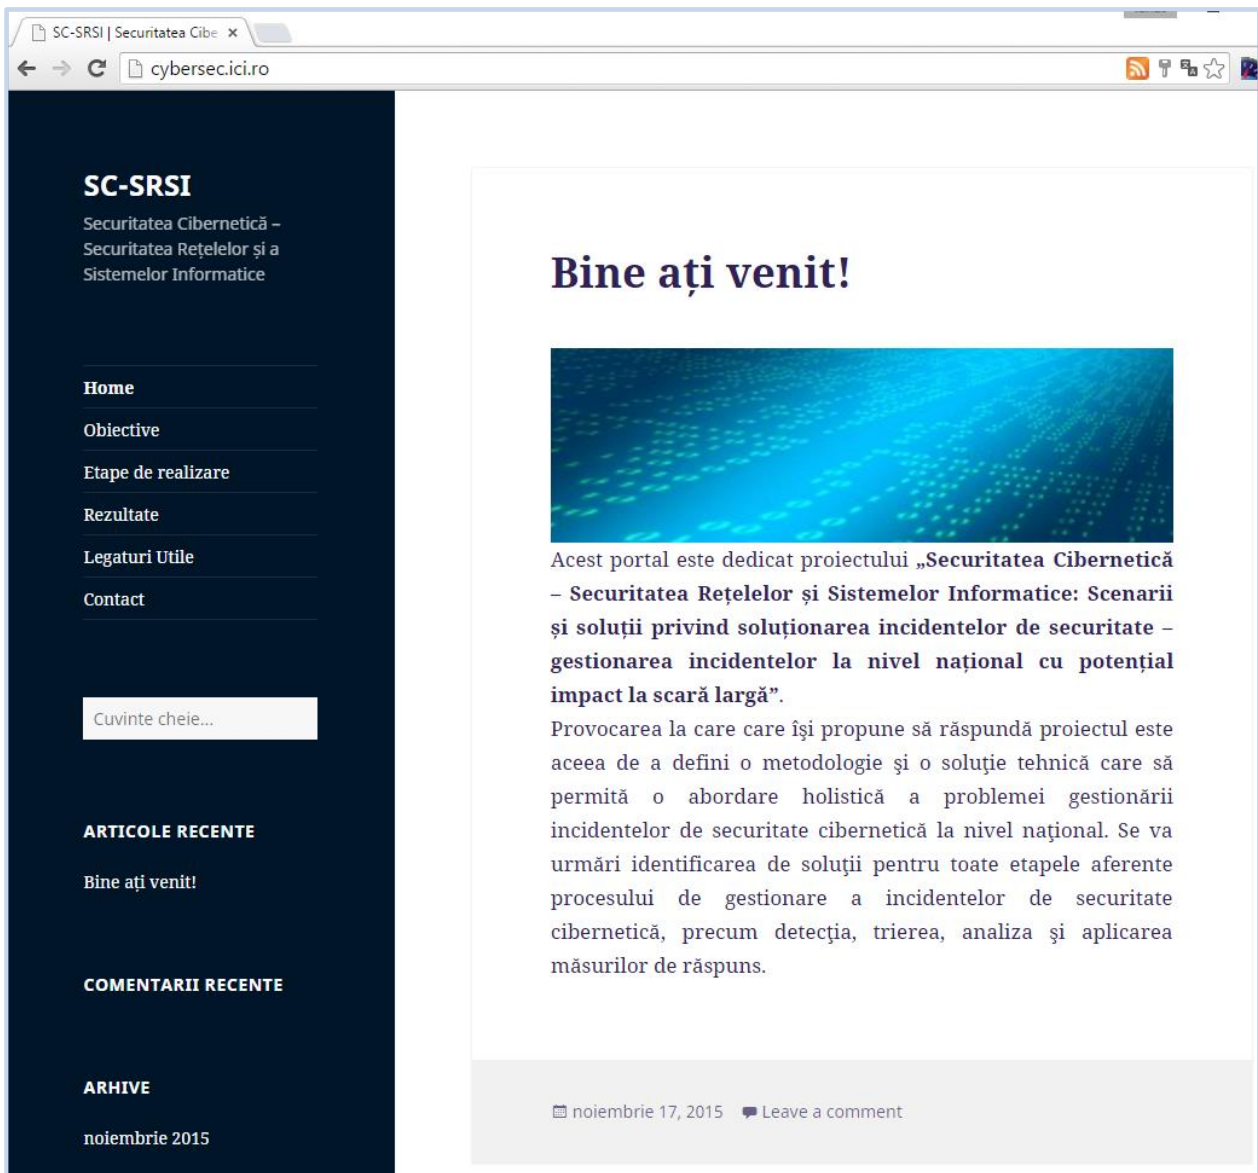 SC-SRSI | Securitatea Cibe
cybersec.ici.ro
SC-SRSI
Securitatea Cibernetică –
Securitatea Rețelelor și a
Sistemelor Informatice
Home
Obiective
Etape de realizare
Rezultate
Legaturi Utile
Contact
Cuvinte cheie...
ARTICOLE RECENTE
Bine ați venit!
COMENTARII RECENTE
ARHIVE
noiembrie 2015
Bine ați venit!
Acest portal este dedicat proiectului „Securitatea Cibernetică
– Securitatea Rețelelor și Sistemelor Informatice: Scenarii
și soluții privind soluționarea incidentelor de securitate –
gestionarea incidentelor la nivel național cu potențial
impact la scară largă”.
Provocarea la care care îşi propune să răspundă proiectul este
aceea de a defini o metodologie şi o soluţie tehnică care să
permită o abordare holistică a problemei gestionării
incidentelor de securitate cibernetică la nivel naţional. Se va
urmări identificarea de soluţii pentru toate etapele aferente
procesului de gestionare a incidentelor de securitate
cibernetică, precum detecţia, trierea, analiza şi aplicarea
măsurilor de răspuns.
noiembrie 17, 2015 Leave a comment